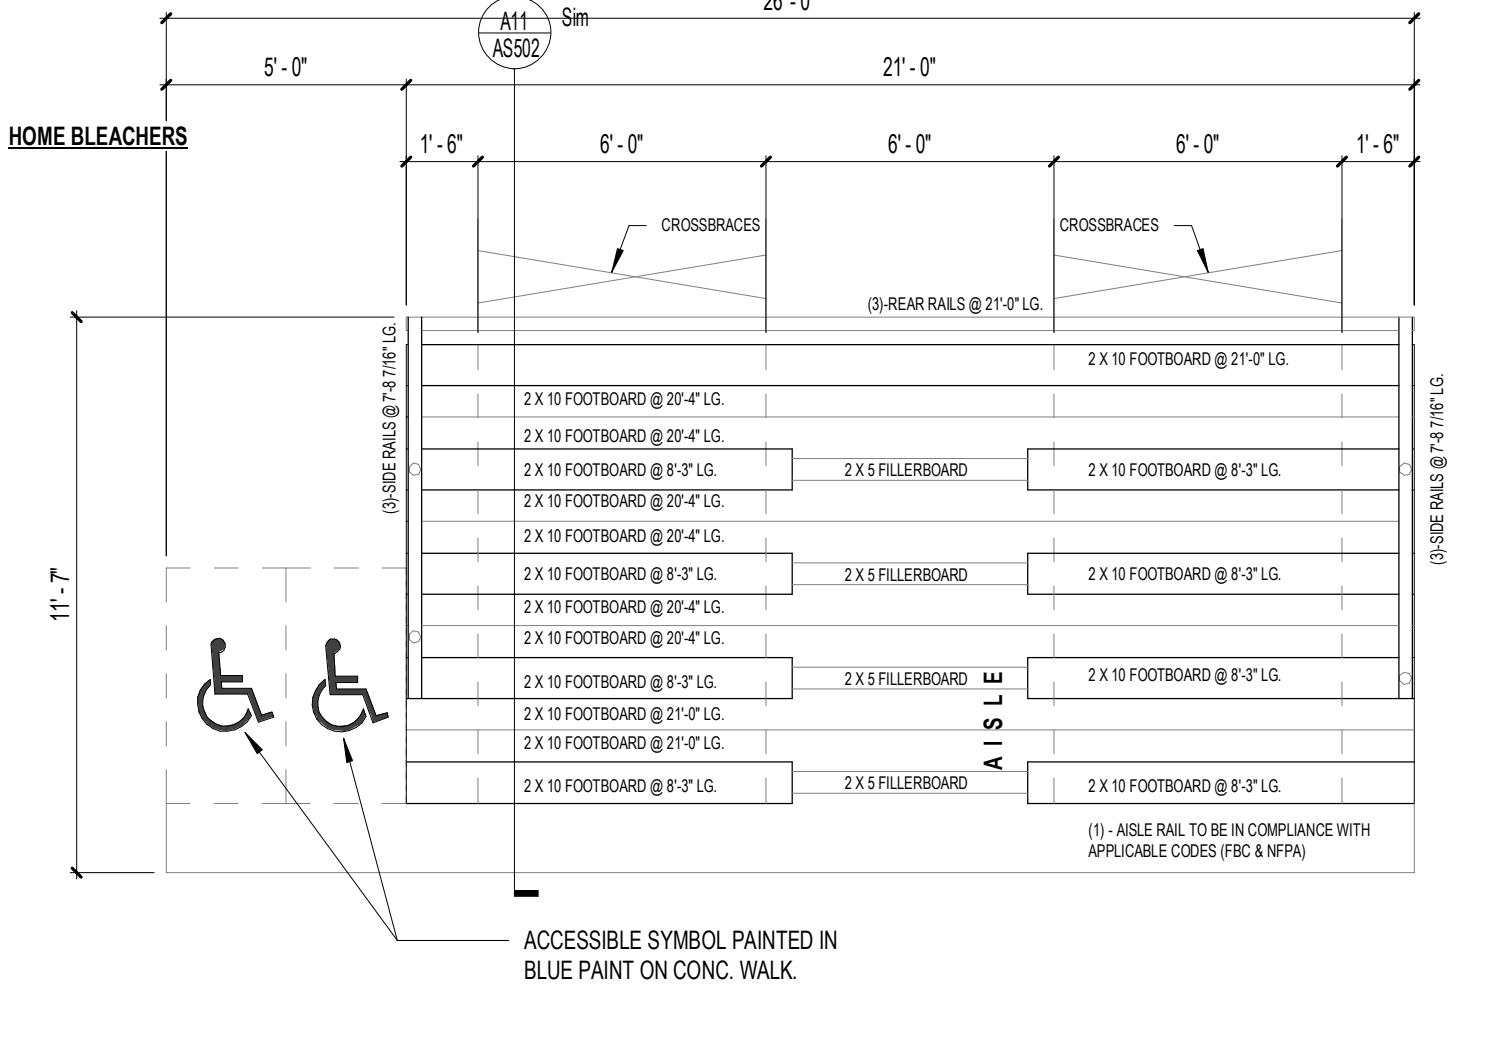 26' - 0"
A11
Sim
AS502
5' - 0"
21' - 0"
HOME BLEACHERS
1' - 6"
6' - 0"
6' - 0"
6' - 0"
1' - 6"
CROSSBRACES
CROSSBRACES
(3)-REAR RAILS @ 21'-0" LG.
(3)-SIDE RAILS @ 7'-8 7/16" LG.
2 X 10 FOOTBOARD @ 21'-0" LG.
(3)-SIDE RAILS @ 7'-8 7/16" LG.
2 X 10 FOOTBOARD @ 20'-4" LG.
2 X 10 FOOTBOARD @ 20'-4" LG.
2 X 10 FOOTBOARD @ 8'-3" LG.
2 X 5 FILLERBOARD
2 X 10 FOOTBOARD @ 8'-3" LG.
2 X 10 FOOTBOARD @ 20'-4" LG.
2 X 10 FOOTBOARD @ 20'-4" LG.
11' - 7"
2 X 10 FOOTBOARD @ 8'-3" LG.
2 X 5 FILLERBOARD
2 X 10 FOOTBOARD @ 8'-3" LG.
2 X 10 FOOTBOARD @ 20'-4" LG.
2 X 10 FOOTBOARD @ 20'-4" LG.
2 X 10 FOOTBOARD @ 8'-3" LG.
2 X 5 FILLERBOARD
2 X 10 FOOTBOARD @ 8'-3" LG.
AISLE
2 X 10 FOOTBOARD @ 21'-0" LG.
2 X 10 FOOTBOARD @ 21'-0" LG.
2 X 10 FOOTBOARD @ 8'-3" LG.
2 X 5 FILLERBOARD
2 X 10 FOOTBOARD @ 8'-3" LG.
(1) - AISLE RAIL TO BE IN COMPLIANCE WITH
APPLICABLE CODES (FBC & NFPA)
ACCESSIBLE SYMBOL PAINTED IN
BLUE PAINT ON CONC. WALK.